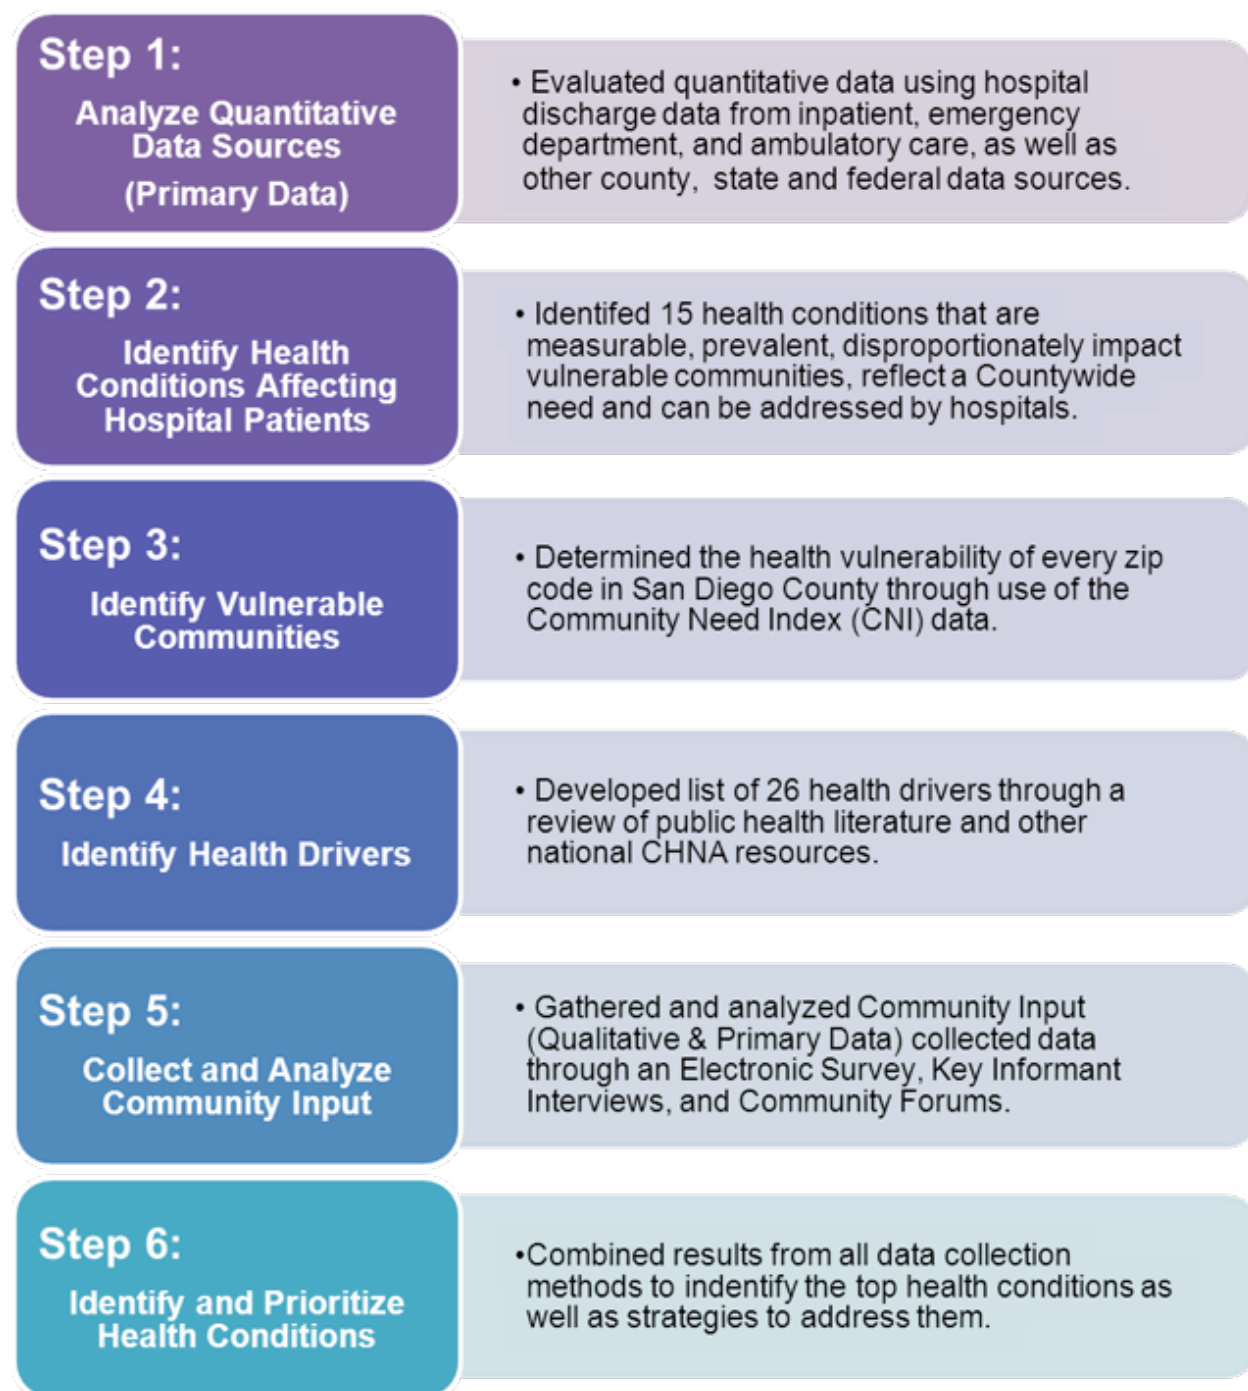 Step 1:
Analyze Quantitative
Data Sources
(Primary Data)
• Evaluated quantitative data using hospital
discharge data from inpatient, emergency
department, and ambulatory care, as well as
other county, state and federal data sources.
Step 2:
Identify Health
Conditions Affecting
Hospital Patients
• Identifed 15 health conditions that are
measurable, prevalent, disproportionately impact
vulnerable communities, reflect a Countywide
need and can be addressed by hospitals.
Step 3:
Identify Vulnerable
Communities
• Determined the health vulnerability of every zip
code in San Diego County through use of the
Community Need Index (CNI) data.
Step 4:
Identify Health Drivers
• Developed list of 26 health drivers through a
review of public health literature and other
national CHNA resources.
Step 5:
Collect and Analyze
Community Input
• Gathered and analyzed Community Input
(Qualitative & Primary Data) collected data
through an Electronic Survey, Key Informant
Interviews, and Community Forums.
Step 6:
Identify and Prioritize
Health Conditions
•Combined results from all data collection
methods to indentify the top health conditions as
well as strategies to address them.